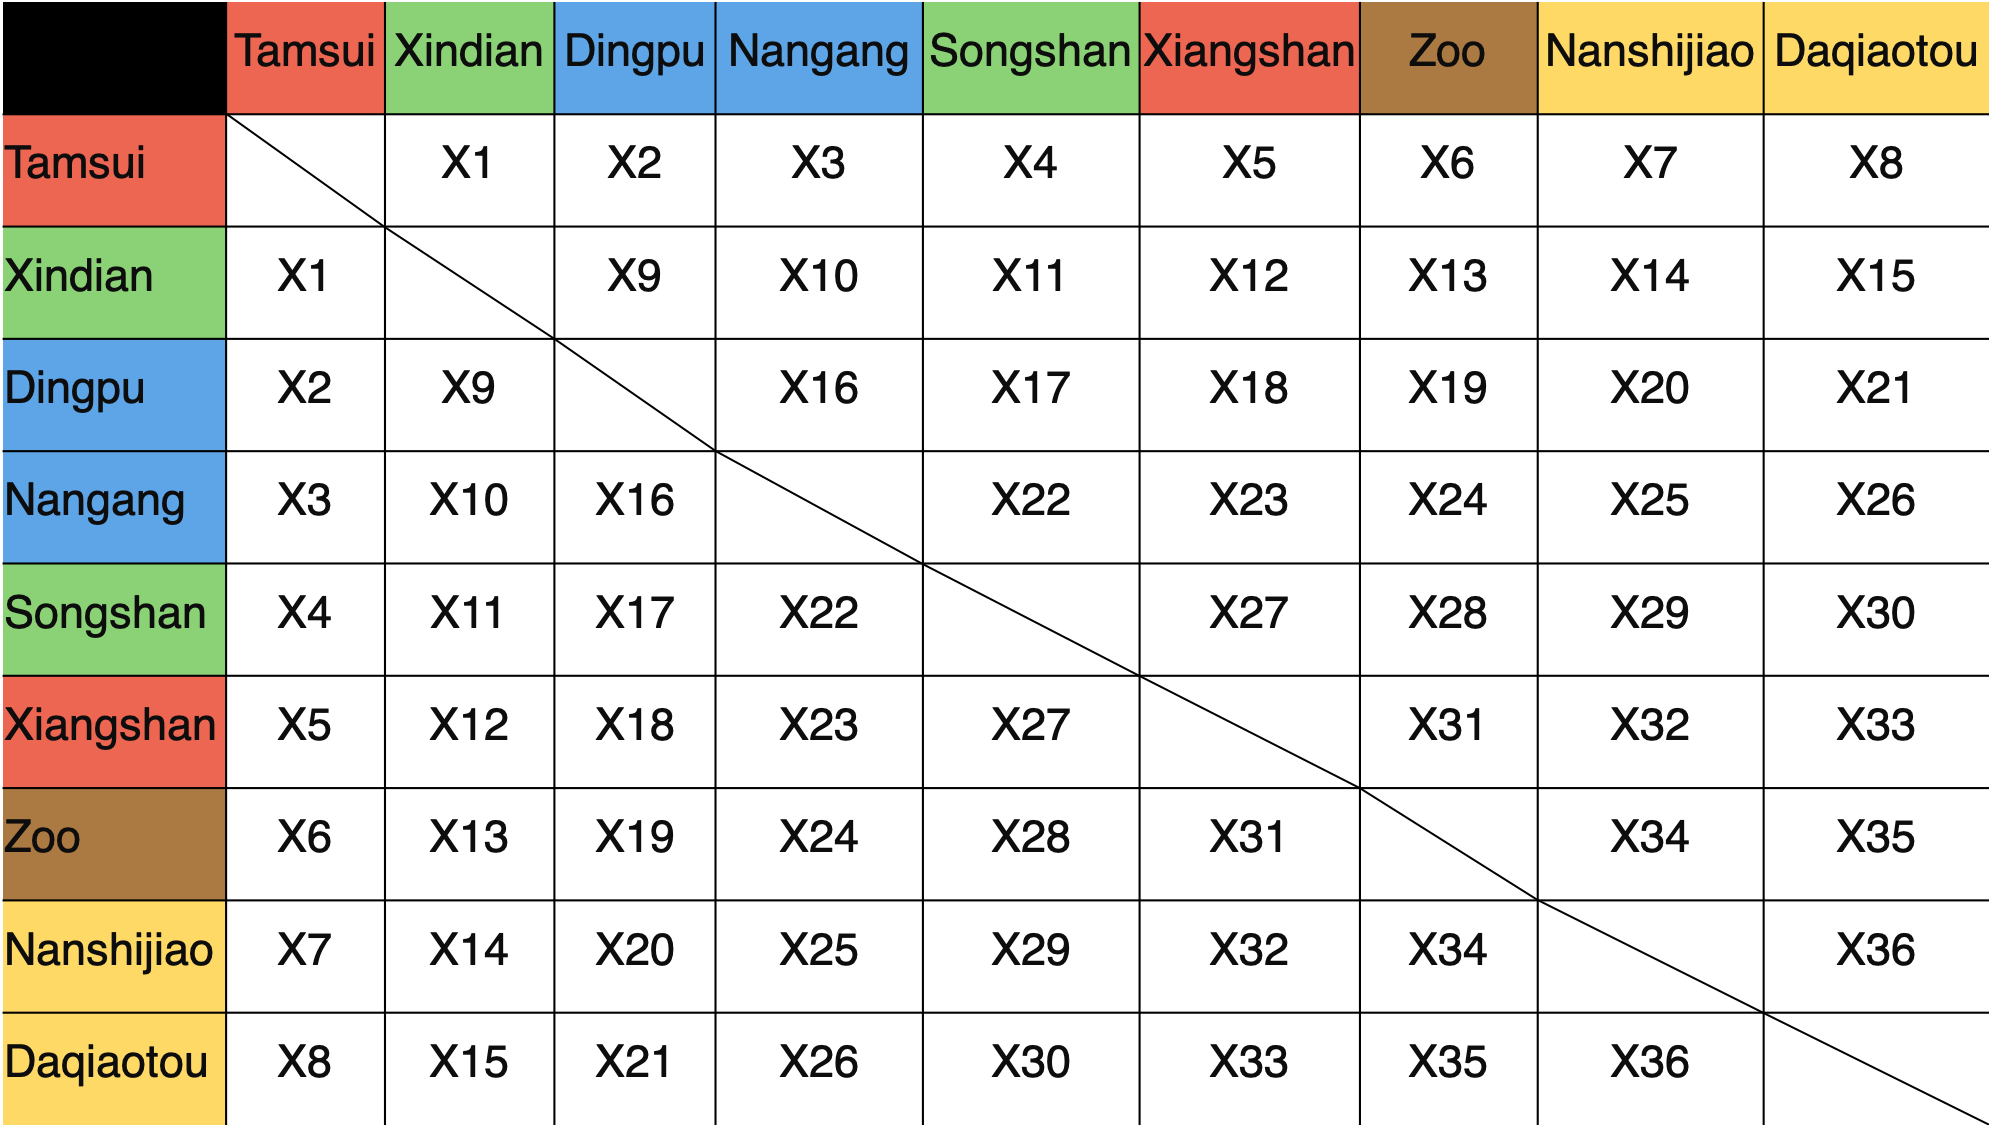 Tamsui Xindian Dingpu Nangang Songshan Xiangshan Zoo Nanshijiao Daqiaotou
Tamsui X1 X2 X3 X4 X5 X6 X7 X8
Xindian X1 X9 X10 X11 X12 X13 X14 X15
Dingpu X2 X9 X16 X17 X18 X19 X20 X21
Nangang X3 X10 X16 X22 X23 X24 X25 X26
Songshan X4 X11 X17 X22 X27 X28 X29 X30
Xiangshan X5 X12 X18 X23 X27 X31 X32 X33
Zoo X6 X13 X19 X24 X28 X31 X34 X35
Nanshijiao X7 X14 X20 X25 X29 X32 X34 X36
Daqiaotou X8 X15 X21 X26 X30 X33 X35 X36